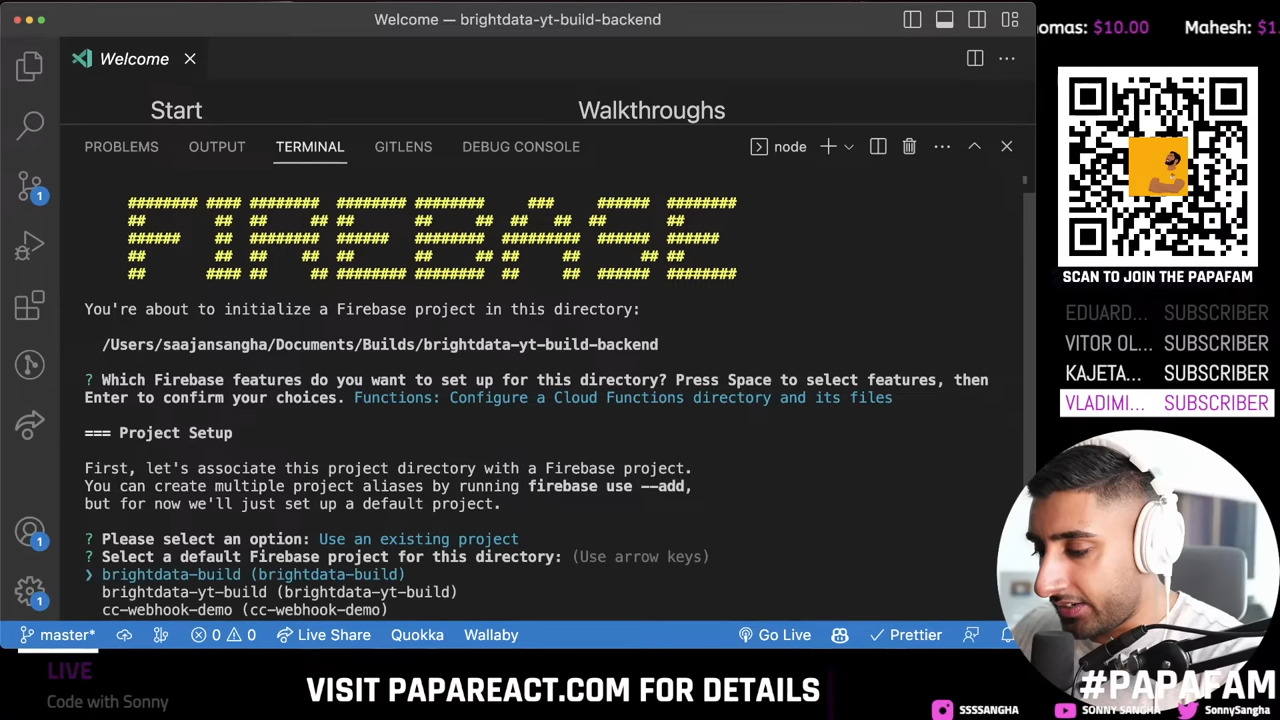 Welcome — brightdata-yt-build-backend
omas: $10.00 Mahesh: $1
Welcome
Start
Walkthroughs
PROBLEMS OUTPUT TERMINAL GITLENS DEBUG CONSOLE
node
FIREBASE
You're about to initialize a Firebase project in this directory:
/Users/saajansangha/Documents/Builds/brightdata-yt-build-backend
? Which Firebase features do you want to set up for this directory? Press Space to select features, then
Enter to confirm your choices. Functions: Configure a Cloud Functions directory and its files
=== Project Setup
First, let's associate this project directory with a Firebase project.
You can create multiple project aliases by running firebase use --add,
but for now we'll just set up a default project.
? Please select an option: Use an existing project
? Select a default Firebase project for this directory: (Use arrow keys)
❯ brightdata-build (brightdata-build)
brightdata-yt-build (brightdata-yt-build)
cc-webhook-demo (cc-webhook-demo)
1
1
1
master* 0 0 Live Share Quokka Wallaby Go Live Prettier
SCAN TO JOIN THE PAPAFAM
EDUARD... SUBSCRIBER
VITOR OL... SUBSCRIBER
KAJETA... SUBSCRIBER
VLADIMI... SUBSCRIBER
LIVE
Code with Sonny
VISIT PAPAREACT.COM FOR DETAILS
#PAPAFAM
SSSSANGHA SONNY SANGHA SonnySangha